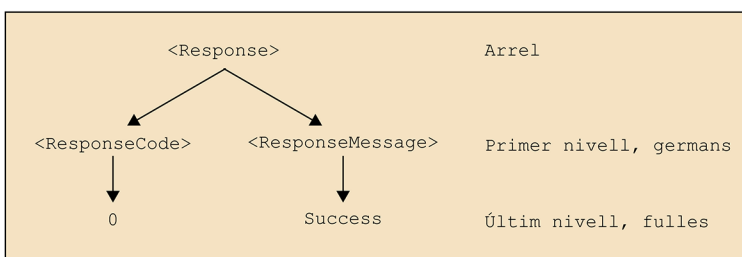 <Response> Arrel
<ResponseCode> <ResponseMessage> Primer nivell, germans
0 Success Últim nivell, fulles